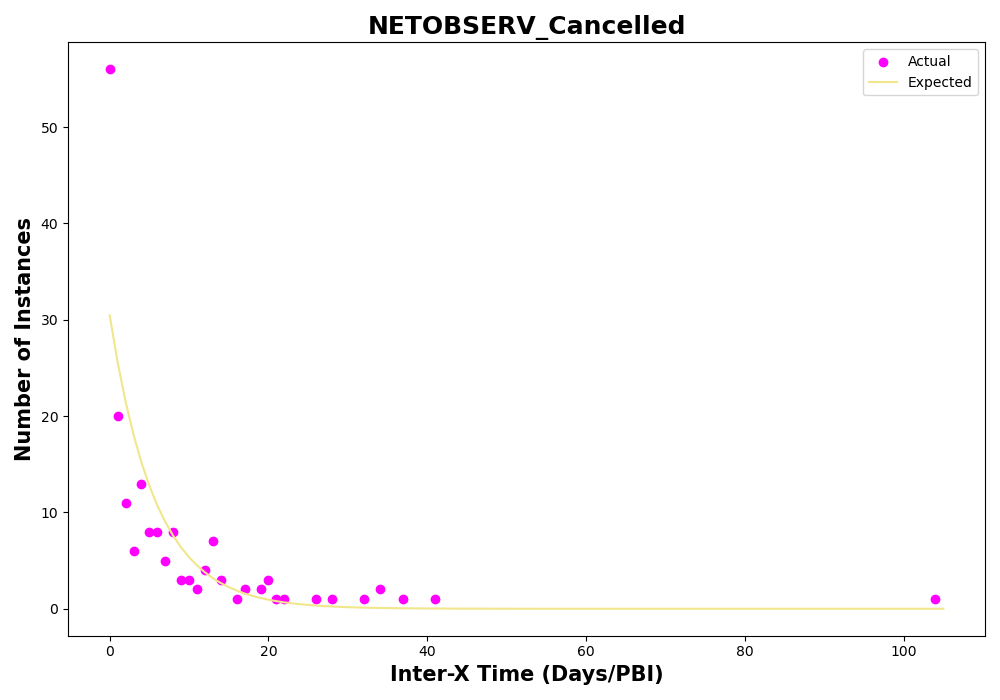 NETOBSERV_Cancelled
Actual
Expected
Number of Instances
50
40
30
20
10
0
0 20 40 60 80 100
Inter-X Time (Days/PBI)